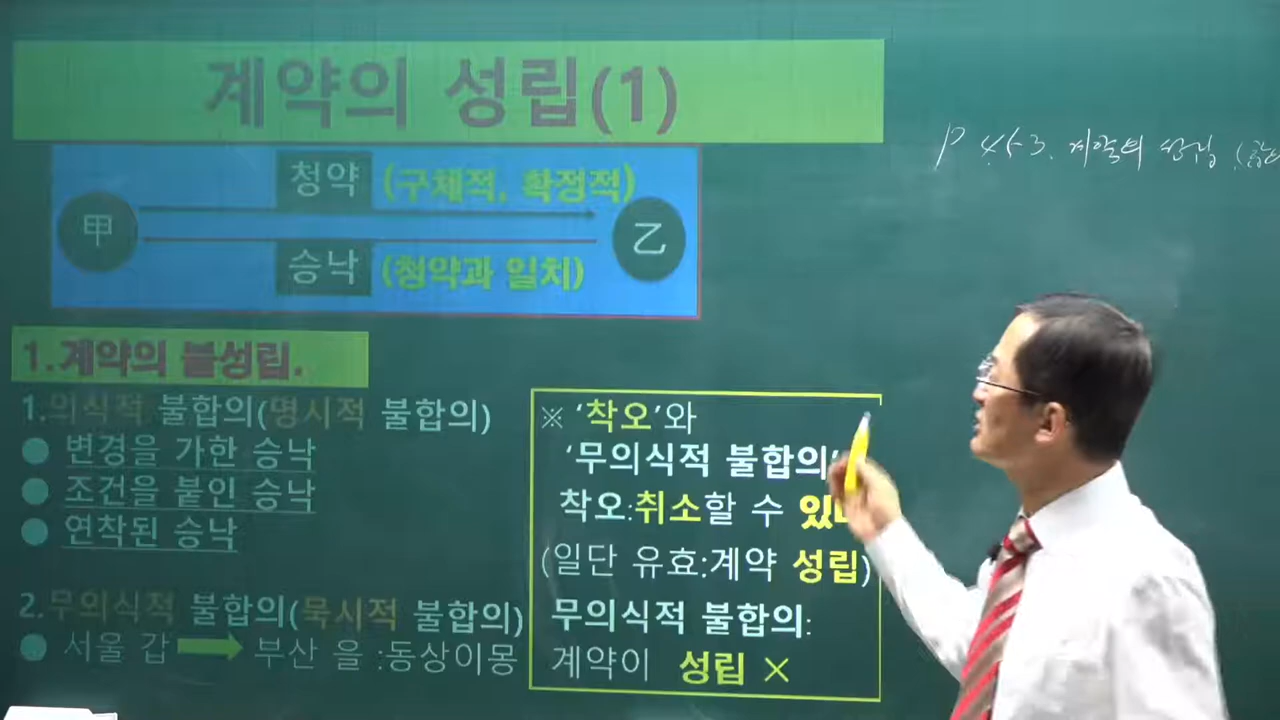 계약의 성립(1)
P 453. 계약의 성립
청약 (구체적, 확정적)
甲
乙
승낙 (청약과 일치)
1.계약의 불성립.
1.의식적 불합의(명시적 불합의)
● 변경을 가한 승낙
● 조건을 붙인 승낙
● 연착된 승낙
2.무의식적 불합의(묵시적 불합의)
● 서울 갑 ➡ 부산 을 :동상이몽
※ ‘착오’와
‘무의식적 불합의’
착오:취소할 수 있다
(일단 유효:계약 성립)
무의식적 불합의:
계약이 성립 ×